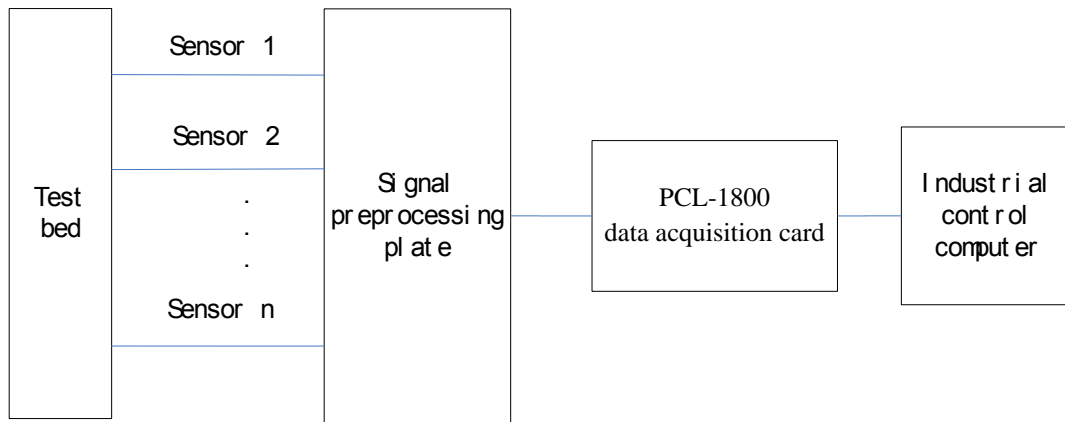 Sensor 1
Sensor 2
.
.
.
Sensor n
Test
bed
Signal
preprocessing
plate
PCL-1800
data acquisition card
Industrial
control
computer